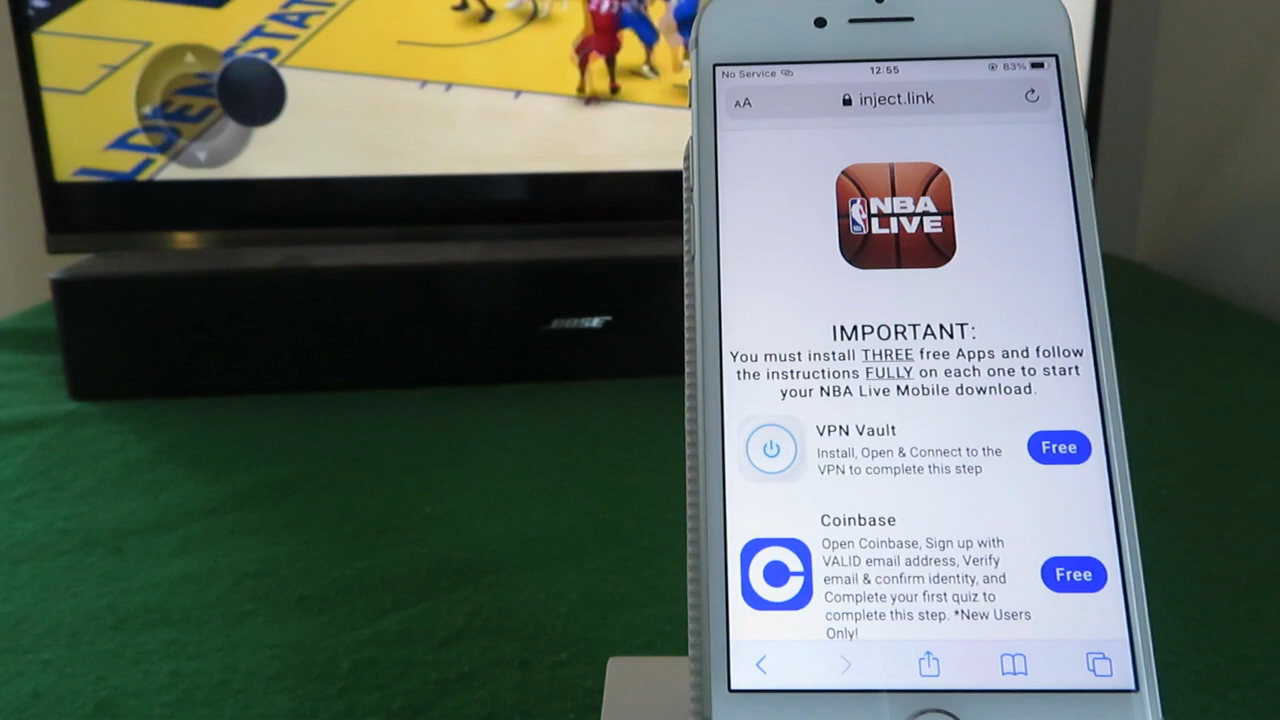 LDEN STAT
BOSE
No Service
12:55
83%
AA
inject.link
NBA
LIVE
IMPORTANT:
You must install THREE free Apps and follow
the instructions FULLY on each one to start
your NBA Live Mobile download.
VPN Vault
Install, Open & Connect to the
VPN to complete this step
Free
Coinbase
Open Coinbase, Sign up with
VALID email address, Verify
email & confirm identity, and
Complete your first quiz to
complete this step. *New Users
Only!
Free